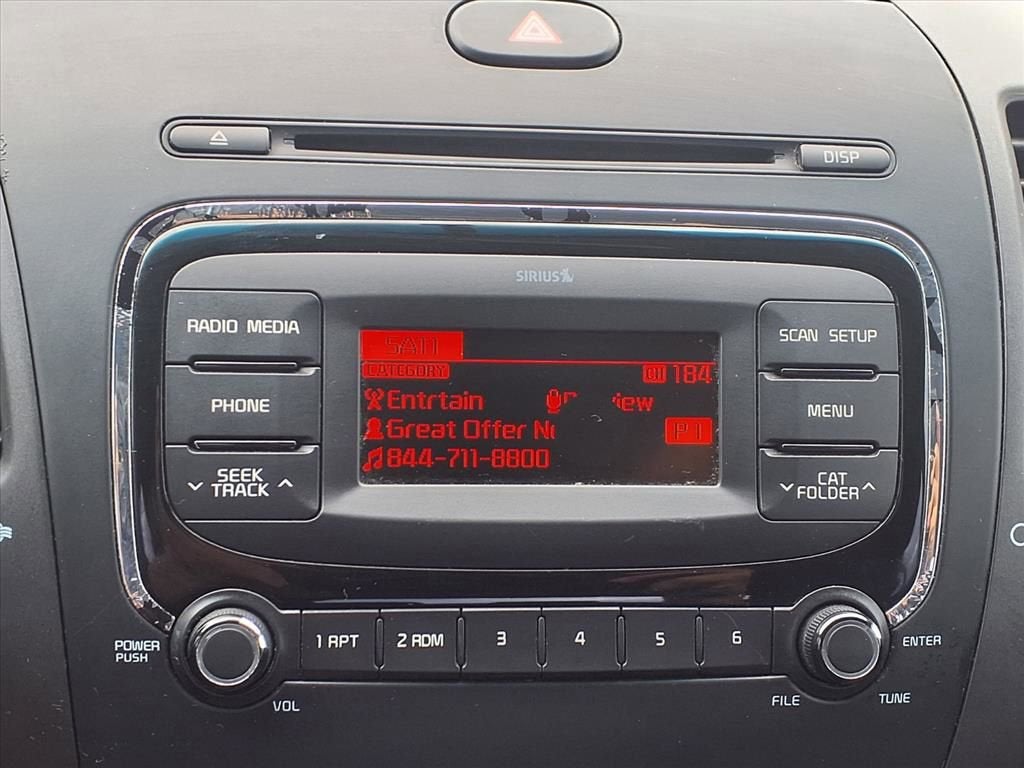 DISP
SIRIUS
RADIO MEDIA
SCAN SETUP
SAT1
CATEGORY
184
PHONE
Entrtain
MENU
Great Offer
P1
844-711-8800
SEEK
TRACK
CAT
FOLDER
POWER
PUSH
1 RPT
2 RDM
3
4
5
6
ENTER
VOL
FILE
TUNE